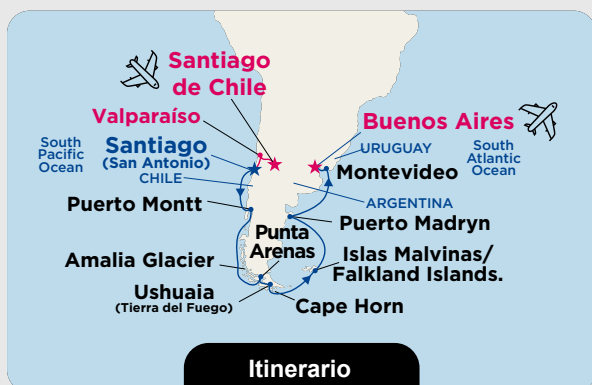 Santiago
de Chile
Valparaíso
Buenos Aires
South
Pacific
Ocean
Santiago
(San Antonio)
CHILE
URUGUAY
South
Atlantic
Ocean
Montevideo
ARGENTINA
Puerto Montt
Puerto Madryn
Punta
Arenas
Amalia Glacier
Islas Malvinas/
Falkland Islands.
Ushuaia
(Tierra del Fuego)
Cape Horn
Itinerario